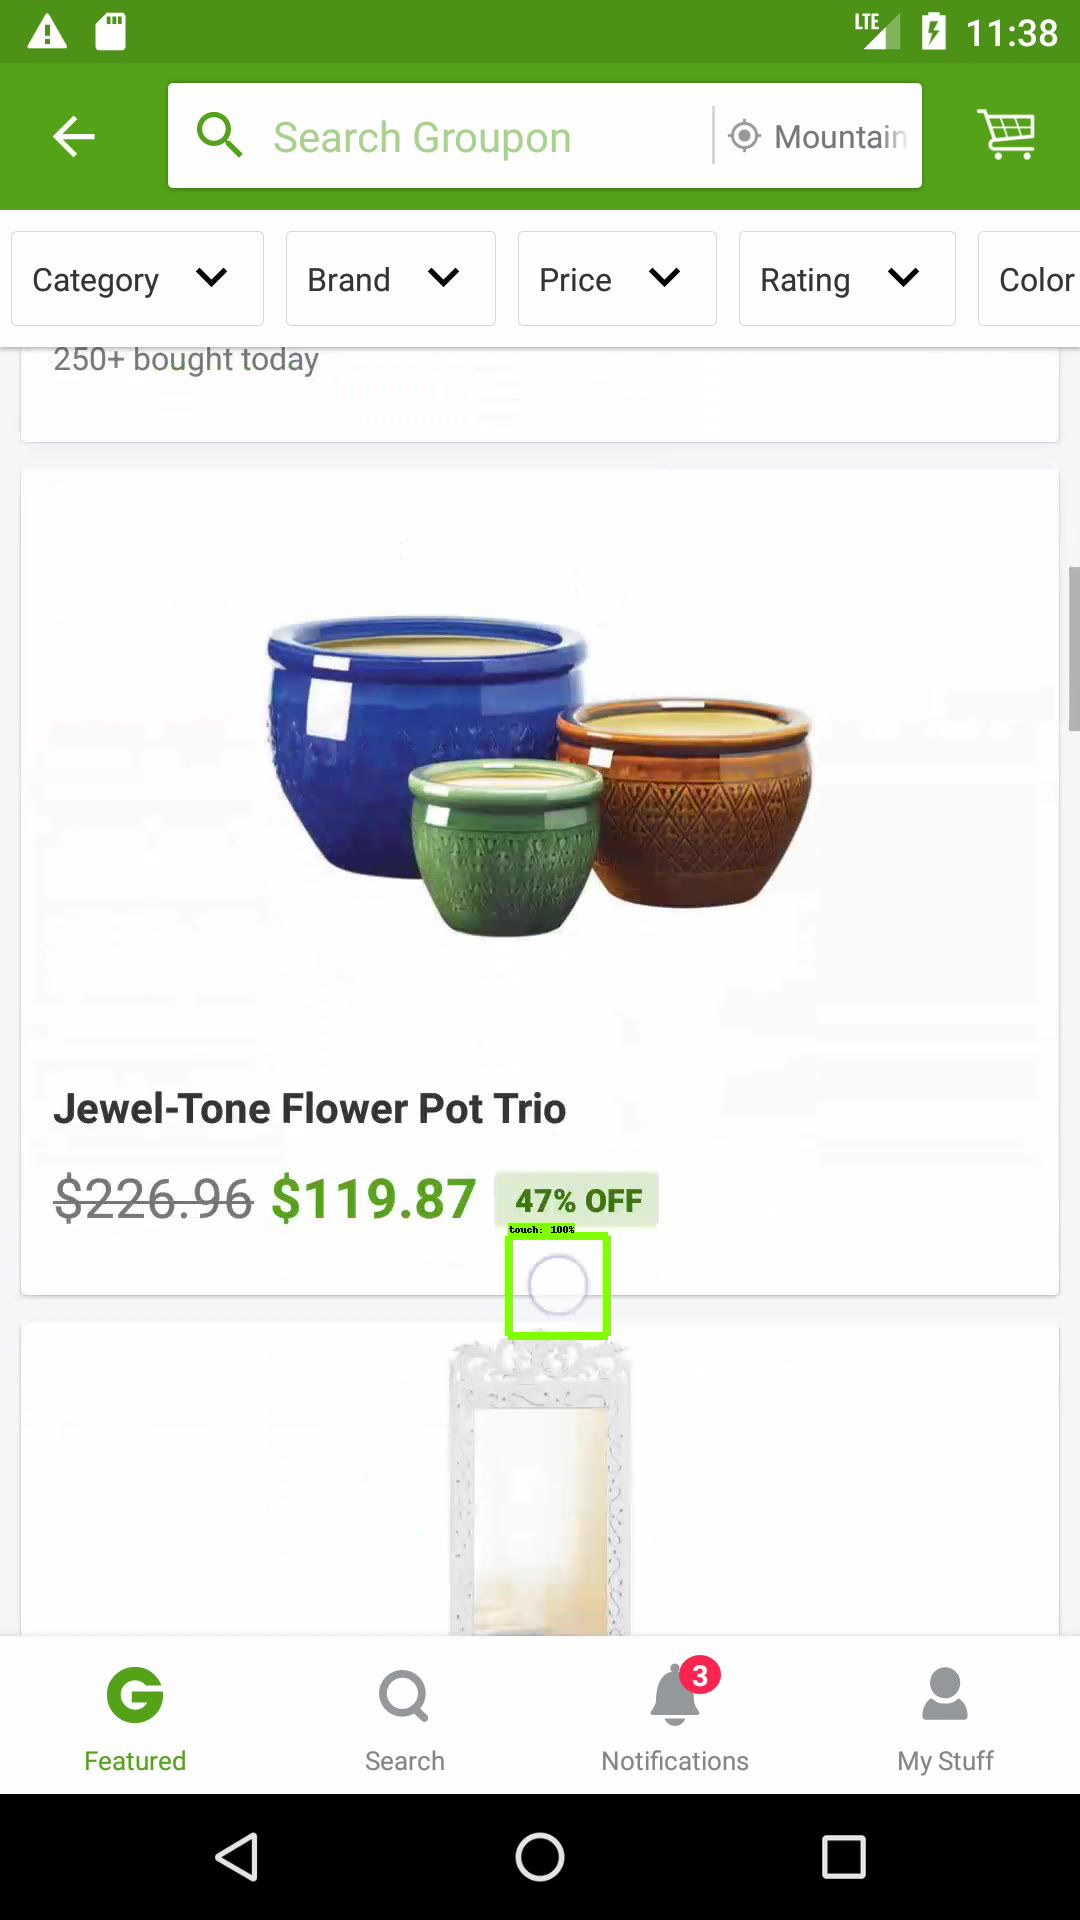 LTE 11:38
Search Groupon Mountain
Category Brand Price Rating Color
250+ bought today
Jewel-Tone Flower Pot Trio
$226.96 $119.87 47% OFF
touch: 100%
3
Featured Search Notifications My Stuff